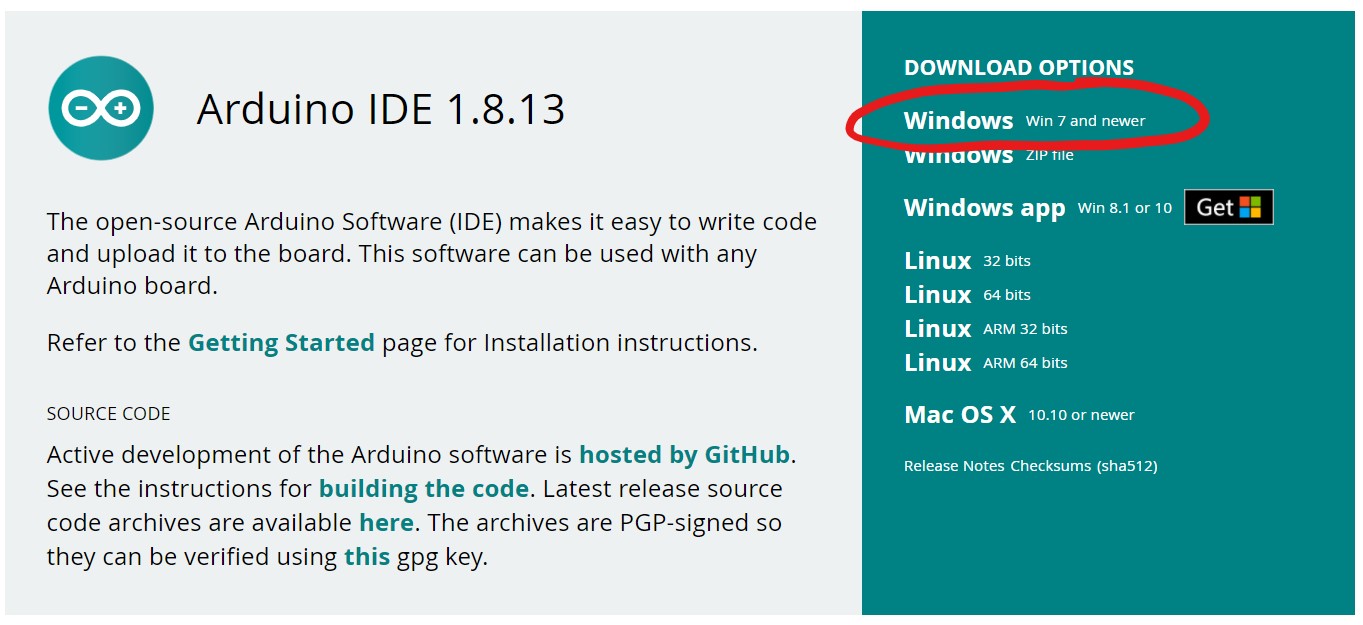 Arduino IDE 1.8.13
The open-source Arduino Software (IDE) makes it easy to write code
and upload it to the board. This software can be used with any
Arduino board.
Refer to the Getting Started page for Installation instructions.
SOURCE CODE
Active development of the Arduino software is hosted by GitHub.
See the instructions for building the code. Latest release source
code archives are available here. The archives are PGP-signed so
they can be verified using this gpg key.
DOWNLOAD OPTIONS
Windows Win 7 and newer
Windows ZIP file
Windows app Win 8.1 or 10 Get
Linux 32 bits
Linux 64 bits
Linux ARM 32 bits
Linux ARM 64 bits
Mac OS X 10.10 or newer
Release Notes Checksums (sha512)